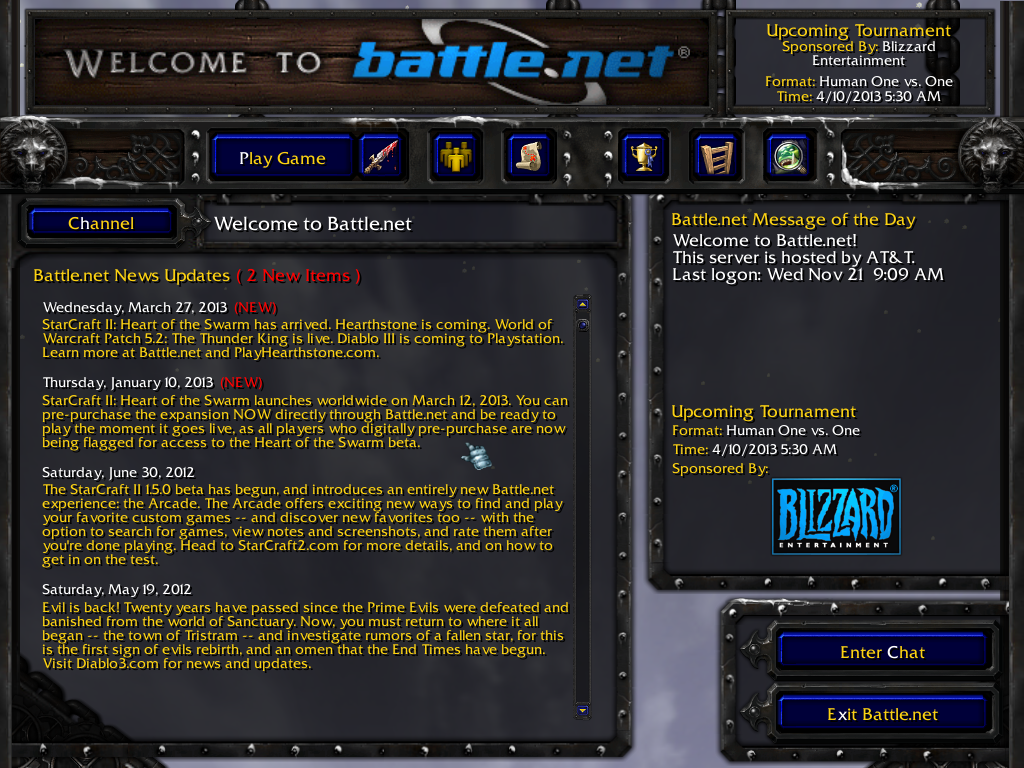 WELCOME TO battle.net®
Upcoming Tournament
Sponsored By: Blizzard
Entertainment
Format: Human One vs. One
Time: 4/10/2013 5:30 AM
Play Game
Channel
Welcome to Battle.net
Battle.net News Updates ( 2 New items )
Wednesday, March 27, 2013 (NEW)
StarCraft II: Heart of the Swarm has arrived. Hearthstone is coming. World of
Warcraft Patch 5.2: The Thunder King is live. Diablo III is coming to Playstation.
Learn more at Battle.net and PlayHearthstone.com.
Thursday, January 10, 2013 (NEW)
StarCraft II: Heart of the Swarm launches worldwide on March 12, 2013. You can
pre-purchase the expansion NOW directly through Battle.net and be ready to
play the moment it goes live, as all players who digitally pre-purchase are now
being flagged for access to the Heart of the Swarm beta.
Saturday, June 30, 2012
The StarCraft II 1.5.0 beta has begun, and introduces an entirely new Battle.net
experience: the Arcade. The Arcade offers exciting new ways to find and play
your favorite custom games -- and discover new favorites too -- with the
option to search for games, view notes and screenshots, and rate them after
you're done playing. Head to StarCraft2.com for more details, and on how to
get in on the test.
Saturday, May 19, 2012
Evil is back! Twenty years have passed since the Prime Evils were defeated and
banished from the world of Sanctuary. Now, you must return to where it all
began -- the town of Tristram -- and investigate rumors of a fallen star, for this
is the first sign of evils rebirth, and an omen that the End Times have begun.
Visit Diablo3.com for news and updates.
Battle.net Message of the Day
Welcome to Battle.net!
This server is hosted by AT&T.
Last logon: Wed Nov 21 9:09 AM
Upcoming Tournament
Format: Human One vs. One
Time: 4/10/2013 5:30 AM
Sponsored By:
BLIZZARD®
ENTERTAINMENT
Enter Chat
Exit Battle.net